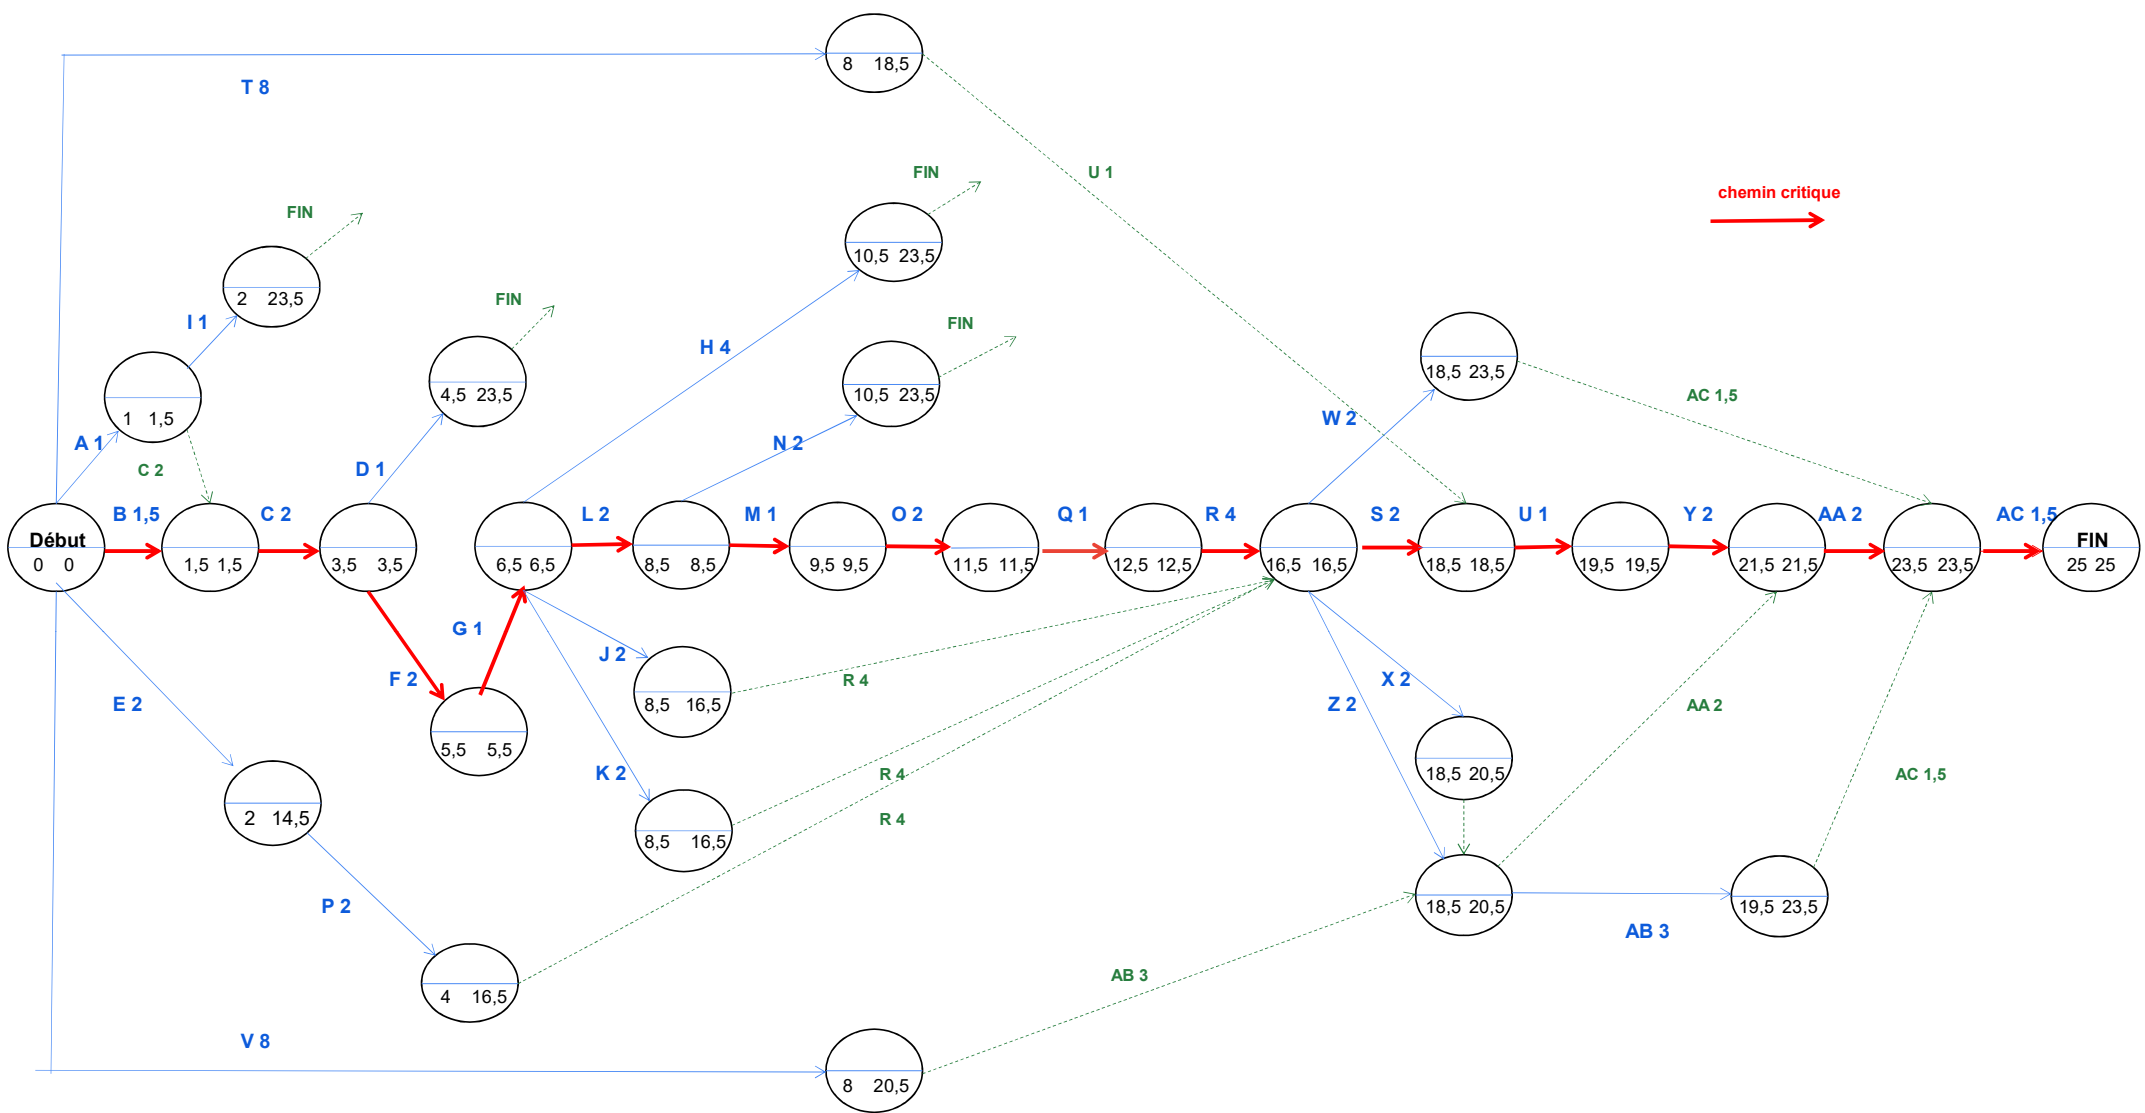 8 18,5
T 8
U 1
FIN
chemin critique
FIN
10,5 23,5
2 23,5
FIN
I 1
FIN
H 4
18,5 23,5
4,5 23,5
10,5 23,5
AC 1,5
1 1,5
W 2
A 1
N 2
C 2
D 1
B 1,5
C 2
L 2
M 1
O 2
Q 1
R 4
S 2
U 1
Y 2
AA 2
AC 1,5
Début
FIN
0 0
1,5 1,5
3,5 3,5
6,5 6,5
8,5 8,5
9,5 9,5
11,5 11,5
12,5 12,5
16,5 16,5
18,5 18,5
19,5 19,5
21,5 21,5
23,5 23,5
25 25
G 1
J 2
F 2
R 4
X 2
E 2
8,5 16,5
Z 2
AA 2
5,5 5,5
K 2
R 4
18,5 20,5
AC 1,5
2 14,5
R 4
8,5 16,5
P 2
18,5 20,5
19,5 23,5
AB 3
AB 3
4 16,5
V 8
8 20,5